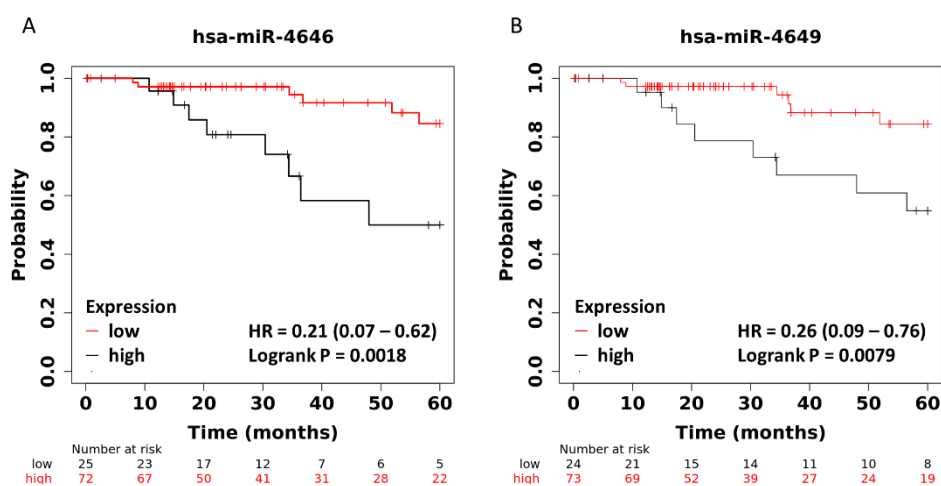 A
hsa-miR-4646
Probability
1.0
0.8
0.6
0.4
0.2
0.0
Expression
low
high
HR = 0.21 (0.07 – 0.62)
Logrank P = 0.0018
0 10 20 30 40 50 60
Time (months)
Number at risk
low 25 23 17 12 7 6 5
high 72 67 50 41 31 28 22
B
hsa-miR-4649
Probability
1.0
0.8
0.6
0.4
0.2
0.0
Expression
low
high
HR = 0.26 (0.09 – 0.76)
Logrank P = 0.0079
0 10 20 30 40 50 60
Time (months)
Number at risk
low 24 21 15 14 11 10 8
high 73 69 52 39 27 24 19